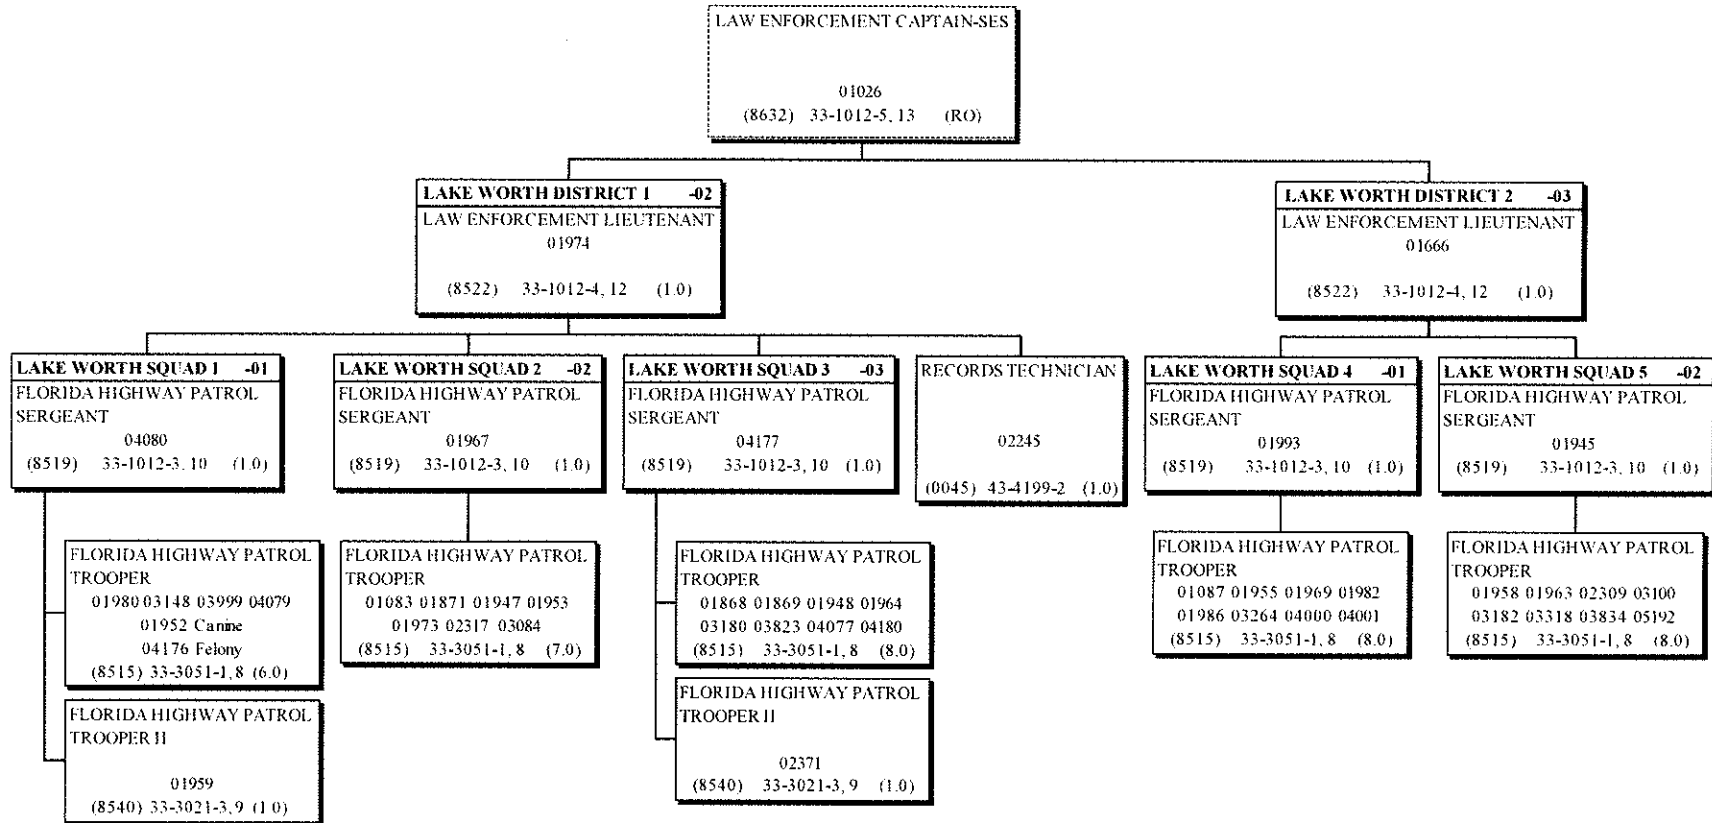 LAW ENFORCEMENT CAPTAIN-SES
01026
(8632) 33-1012-5, 13 (RO)
LAKE WORTH DISTRICT 1 -02
LAW ENFORCEMENT LIEUTENANT
01974
(8522) 33-1012-4, 12 (1.0)
LAKE WORTH DISTRICT 2 -03
LAW ENFORCEMENT LIEUTENANT
01666
(8522) 33-1012-4, 12 (1.0)
LAKE WORTH SQUAD 1 -01
FLORIDA HIGHWAY PATROL
SERGEANT
04080
(8519) 33-1012-3, 10 (1.0)
LAKE WORTH SQUAD 2 -02
FLORIDA HIGHWAY PATROL
SERGEANT
01967
(8519) 33-1012-3, 10 (1.0)
LAKE WORTH SQUAD 3 -03
FLORIDA HIGHWAY PATROL
SERGEANT
04177
(8519) 33-1012-3, 10 (1.0)
RECORDS TECHNICIAN
02245
(0045) 43-4199-2 (1.0)
LAKE WORTH SQUAD 4 -01
FLORIDA HIGHWAY PATROL
SERGEANT
01993
(8519) 33-1012-3, 10 (1.0)
LAKE WORTH SQUAD 5 -02
FLORIDA HIGHWAY PATROL
SERGEANT
01945
(8519) 33-1012-3, 10 (1.0)
FLORIDA HIGHWAY PATROL
TROOPER
01980 03148 03999 04079
01952 Canine
04176 Felony
(8515) 33-3051-1, 8 (6.0)
FLORIDA HIGHWAY PATROL
TROOPER II
01959
(8540) 33-3021-3, 9 (1.0)
FLORIDA HIGHWAY PATROL
TROOPER
01083 01871 01947 01953
01973 02317 03084
(8515) 33-3051-1, 8 (7.0)
FLORIDA HIGHWAY PATROL
TROOPER
01868 01869 01948 01964
03180 03823 04077 04180
(8515) 33-3051-1, 8 (8.0)
FLORIDA HIGHWAY PATROL
TROOPER II
02371
(8540) 33-3021-3, 9 (1.0)
FLORIDA HIGHWAY PATROL
TROOPER
01087 01955 01969 01982
01986 03264 04000 04001
(8515) 33-3051-1, 8 (8.0)
FLORIDA HIGHWAY PATROL
TROOPER
01958 01963 02309 03100
03182 03318 03834 05192
(8515) 33-3051-1, 8 (8.0)